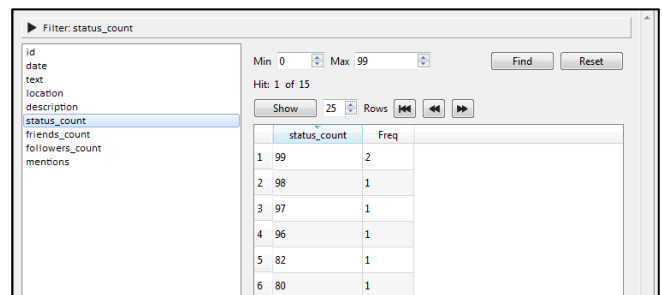 Filter: status_count
id
date
text
location
description
status_count
friends_count
followers_count
mentions
Min 0 Max 99 Find Reset
Hit: 1 of 15
Show 25 Rows
status_count Freq
1 99 2
2 98 1
3 97 1
4 96 1
5 82 1
6 80 1